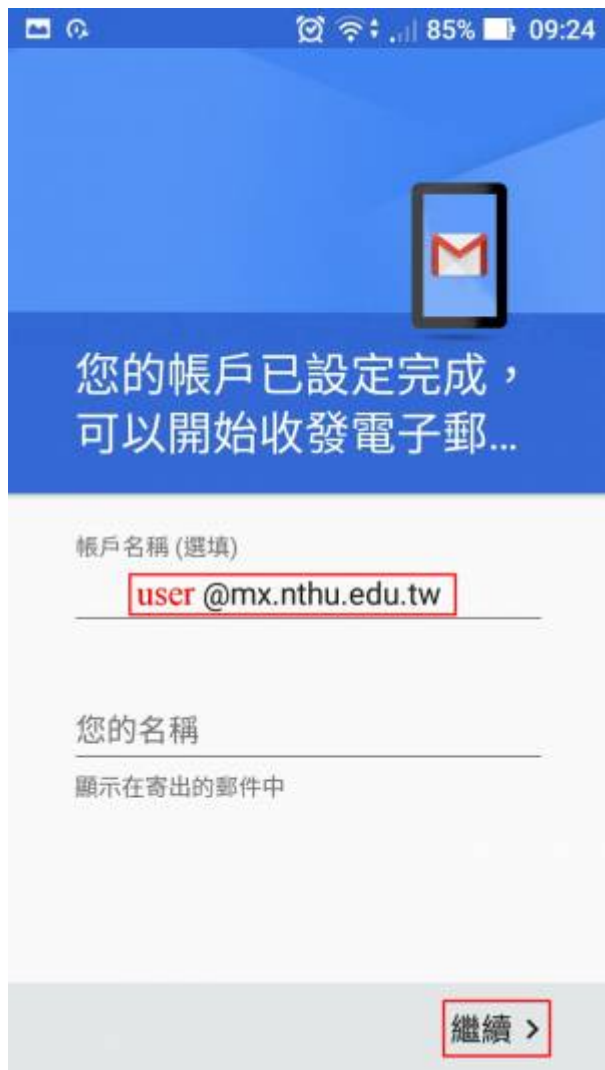 85% 09:24
您的帳戶已設定完成，
可以開始收發電子郵...
帳戶名稱 (選填)
user @mx.nthu.edu.tw
您的名稱
顯示在寄出的郵件中
繼續 >